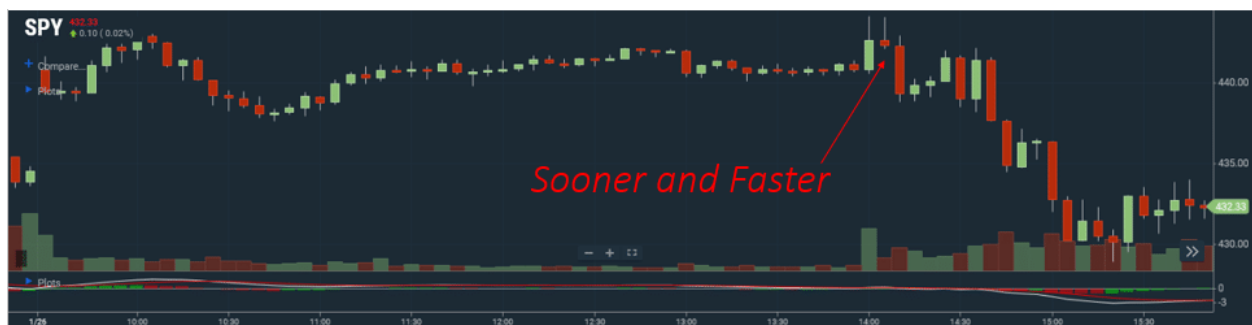 SPY 432.33
0.10 ( 0.02%)
Compare...
Plots
440.00
435.00
432.33
430.00
Sooner and Faster
Plots
0
-3
1/26 10:00 10:30 11:00 11:30 12:00 12:30 13:00 13:30 14:00 14:30 15:00 15:30